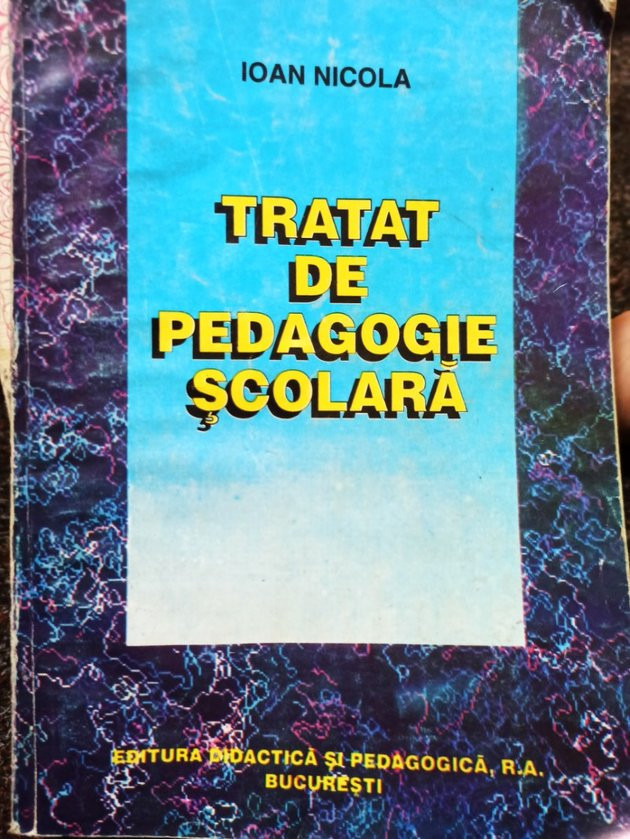 IOAN NICOLA
TRATAT
DE
PEDAGOGIE
ŞCOLARĂ
EDITURA DIDACTICĂ ŞI PEDAGOGICĂ, R.A.
BUCUREŞTI